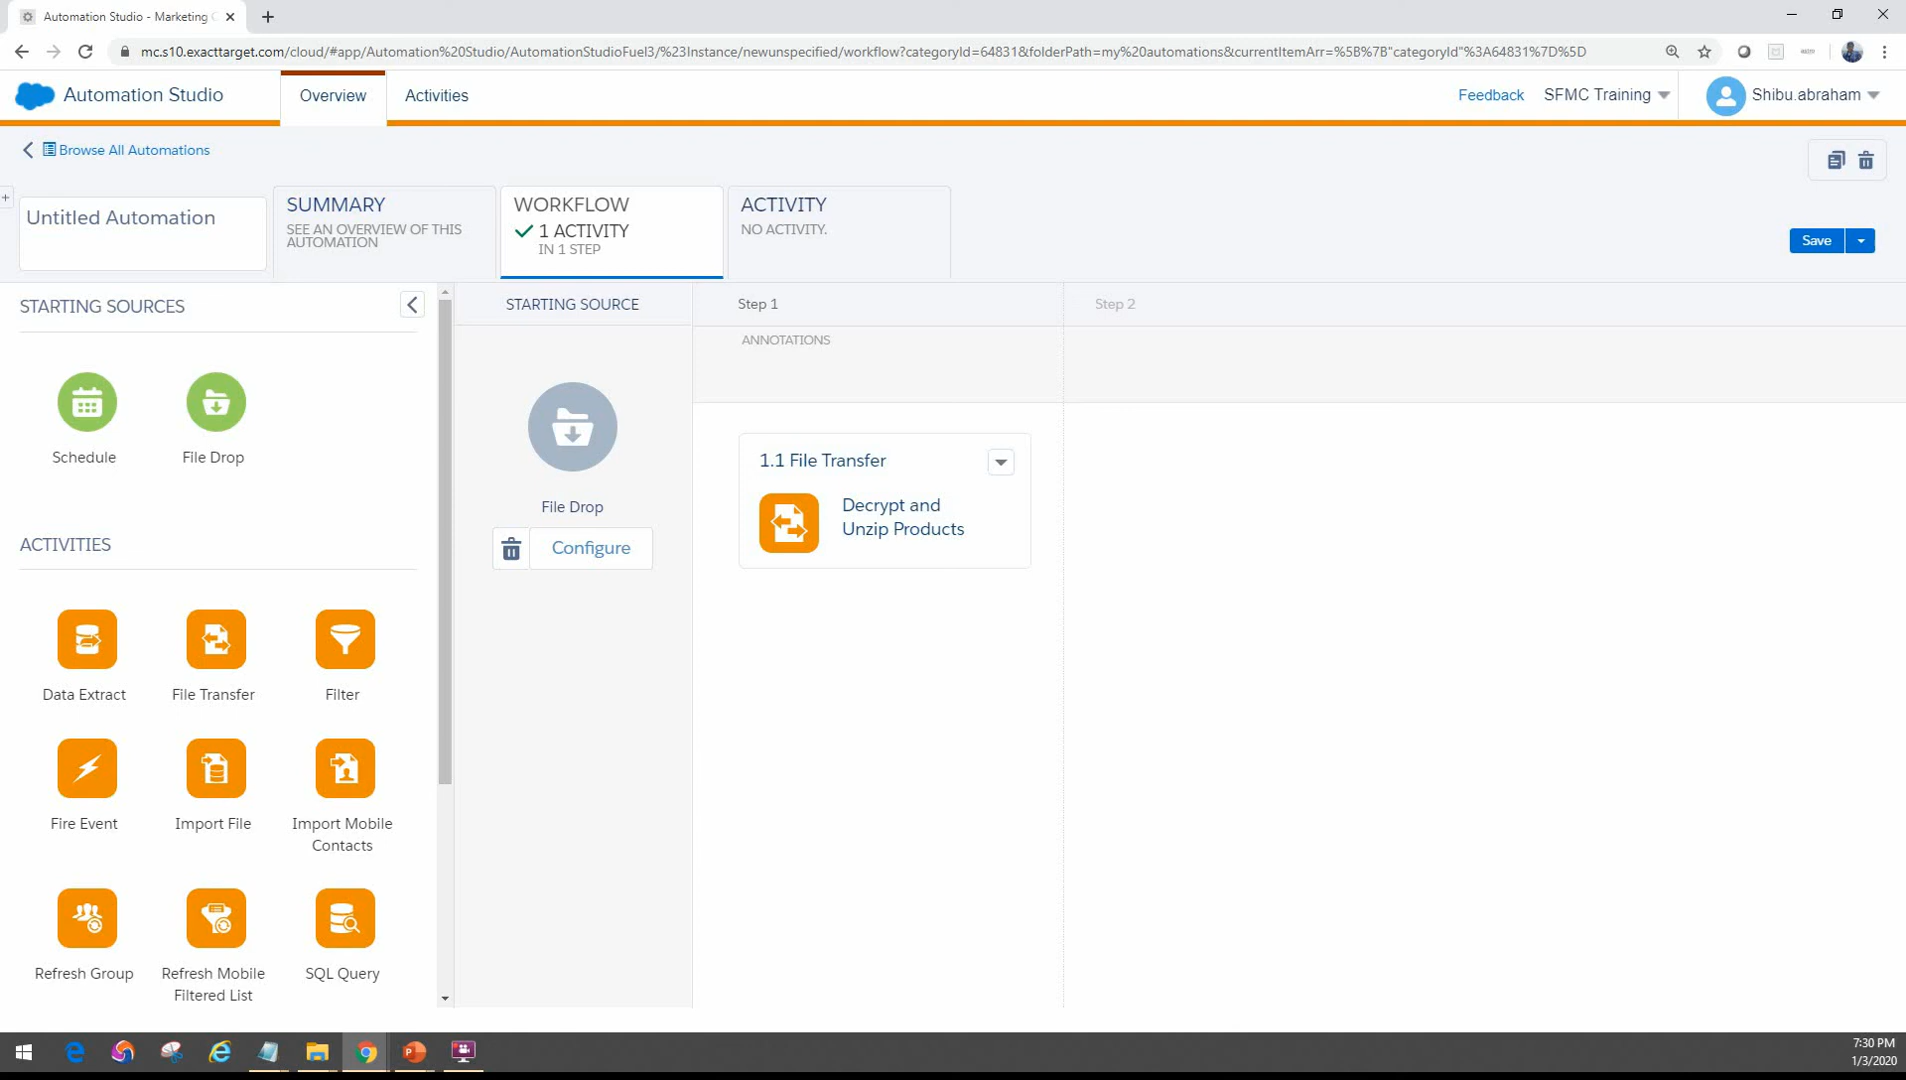 Automation Studio - Marketing C
mc.s10.exacttarget.com/cloud/#app/Automation%20Studio/AutomationStudioFuel3/%23Instance/newunspecified/workflow?categoryId=64831&folderPath=my%20automations&currentItemArr=%5B%7B"categoryId"%3A64831%7D%5D
Automation Studio
Overview
Activities
Feedback
SFMC Training
Shibu.abraham
Browse All Automations
Untitled Automation
SUMMARY
SEE AN OVERVIEW OF THIS
AUTOMATION
WORKFLOW
1 ACTIVITY
IN 1 STEP
ACTIVITY
NO ACTIVITY.
Save
STARTING SOURCES
Schedule
File Drop
ACTIVITIES
Data Extract
File Transfer
Filter
Fire Event
Import File
Import Mobile
Contacts
Refresh Group
Refresh Mobile
Filtered List
SQL Query
STARTING SOURCE
File Drop
Configure
Step 1
ANNOTATIONS
1.1 File Transfer
Decrypt and
Unzip Products
Step 2
7:30 PM
1/3/2020